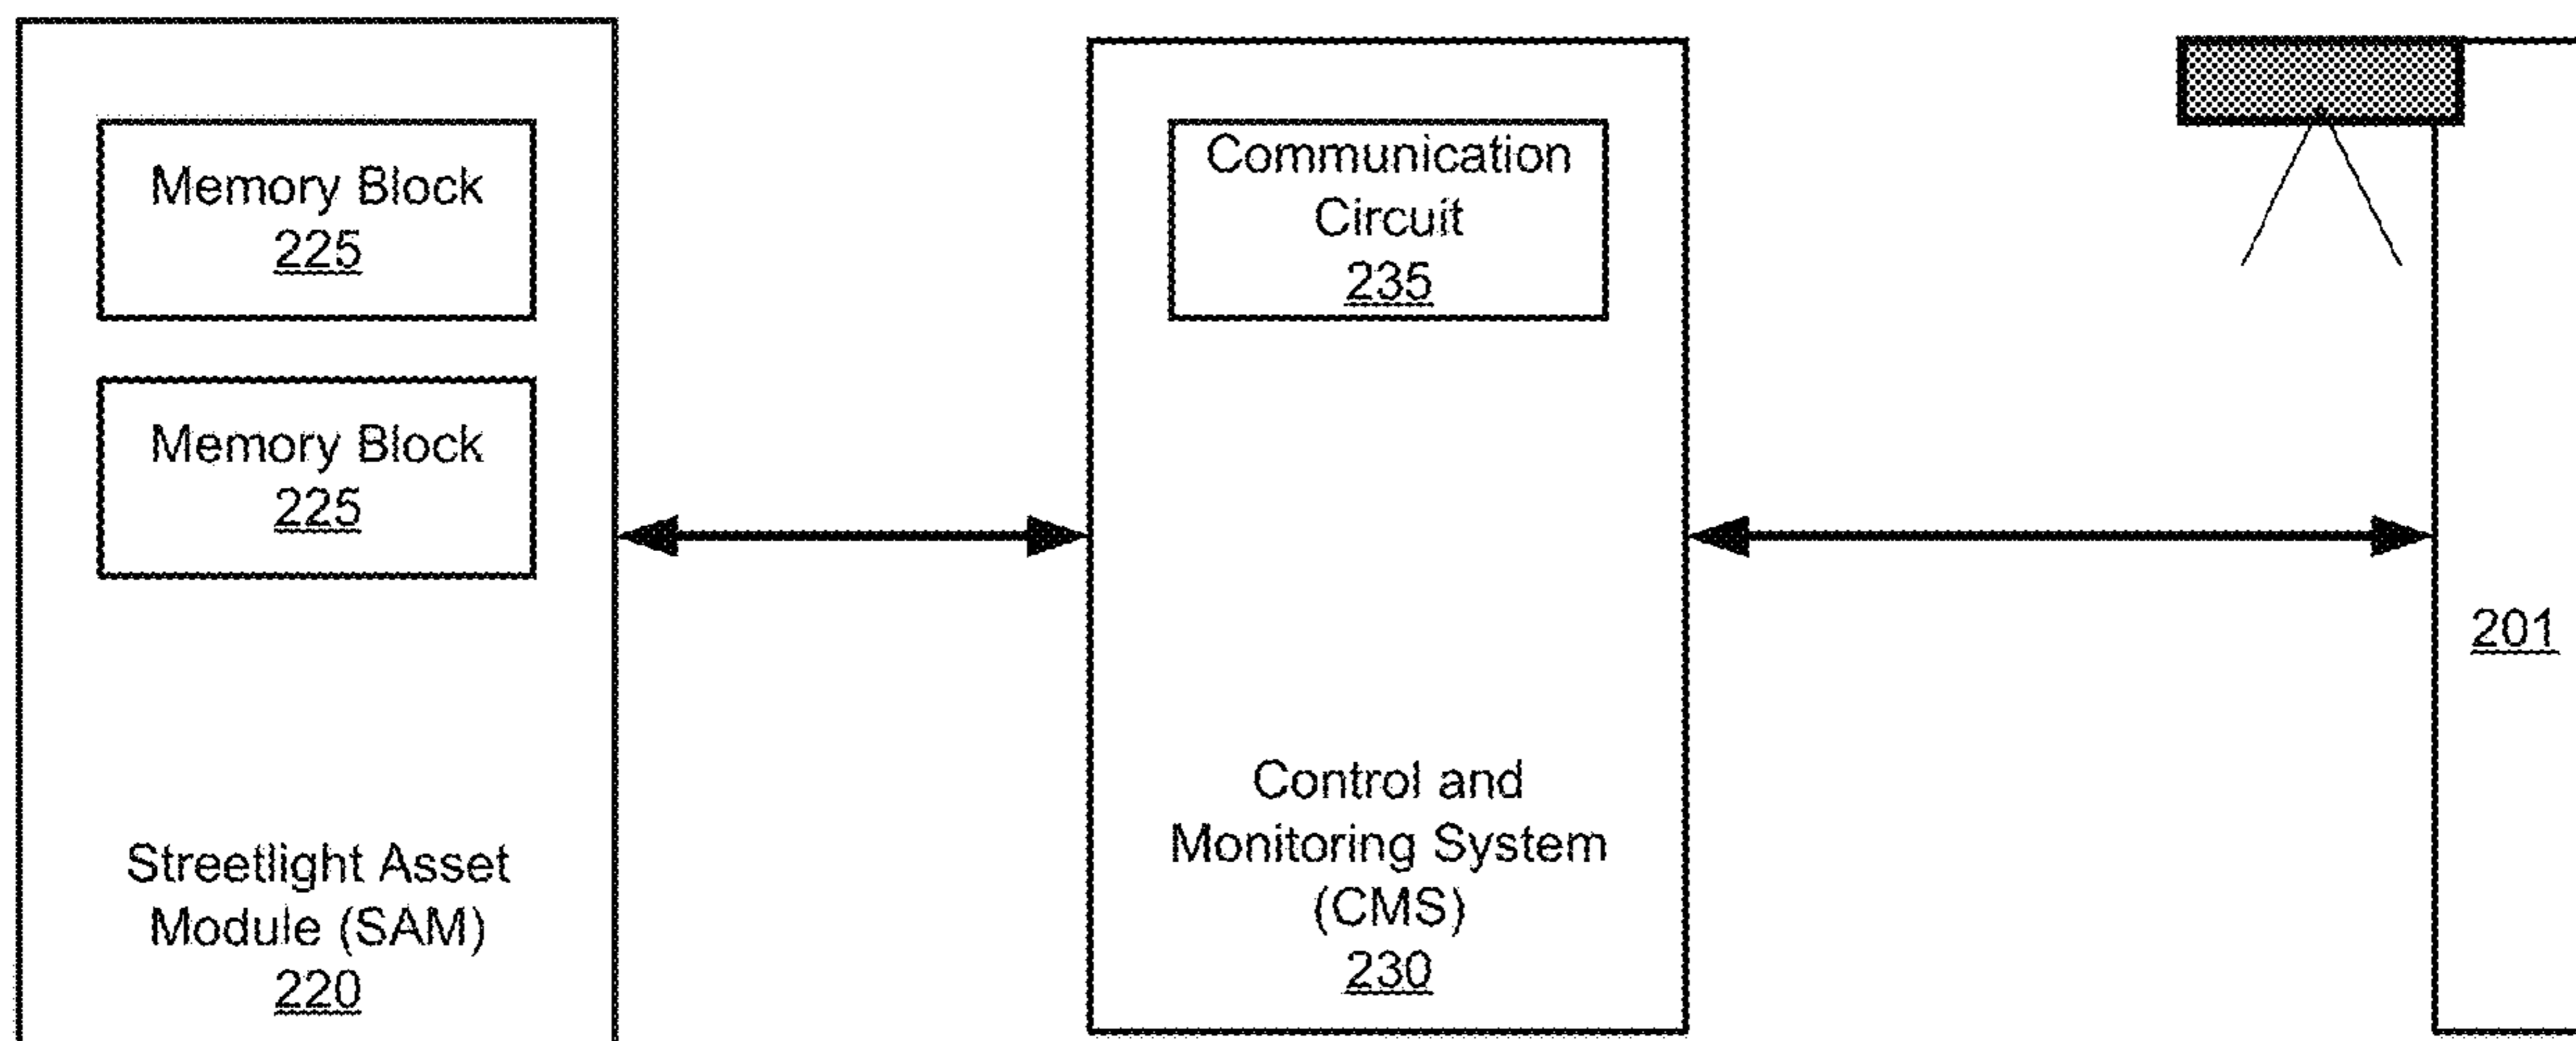 Memory Block
225
Memory Block
225
Streetlight Asset
Module (SAM)
220
Communication
Circuit
235
Control and
Monitoring System
(CMS)
230
201